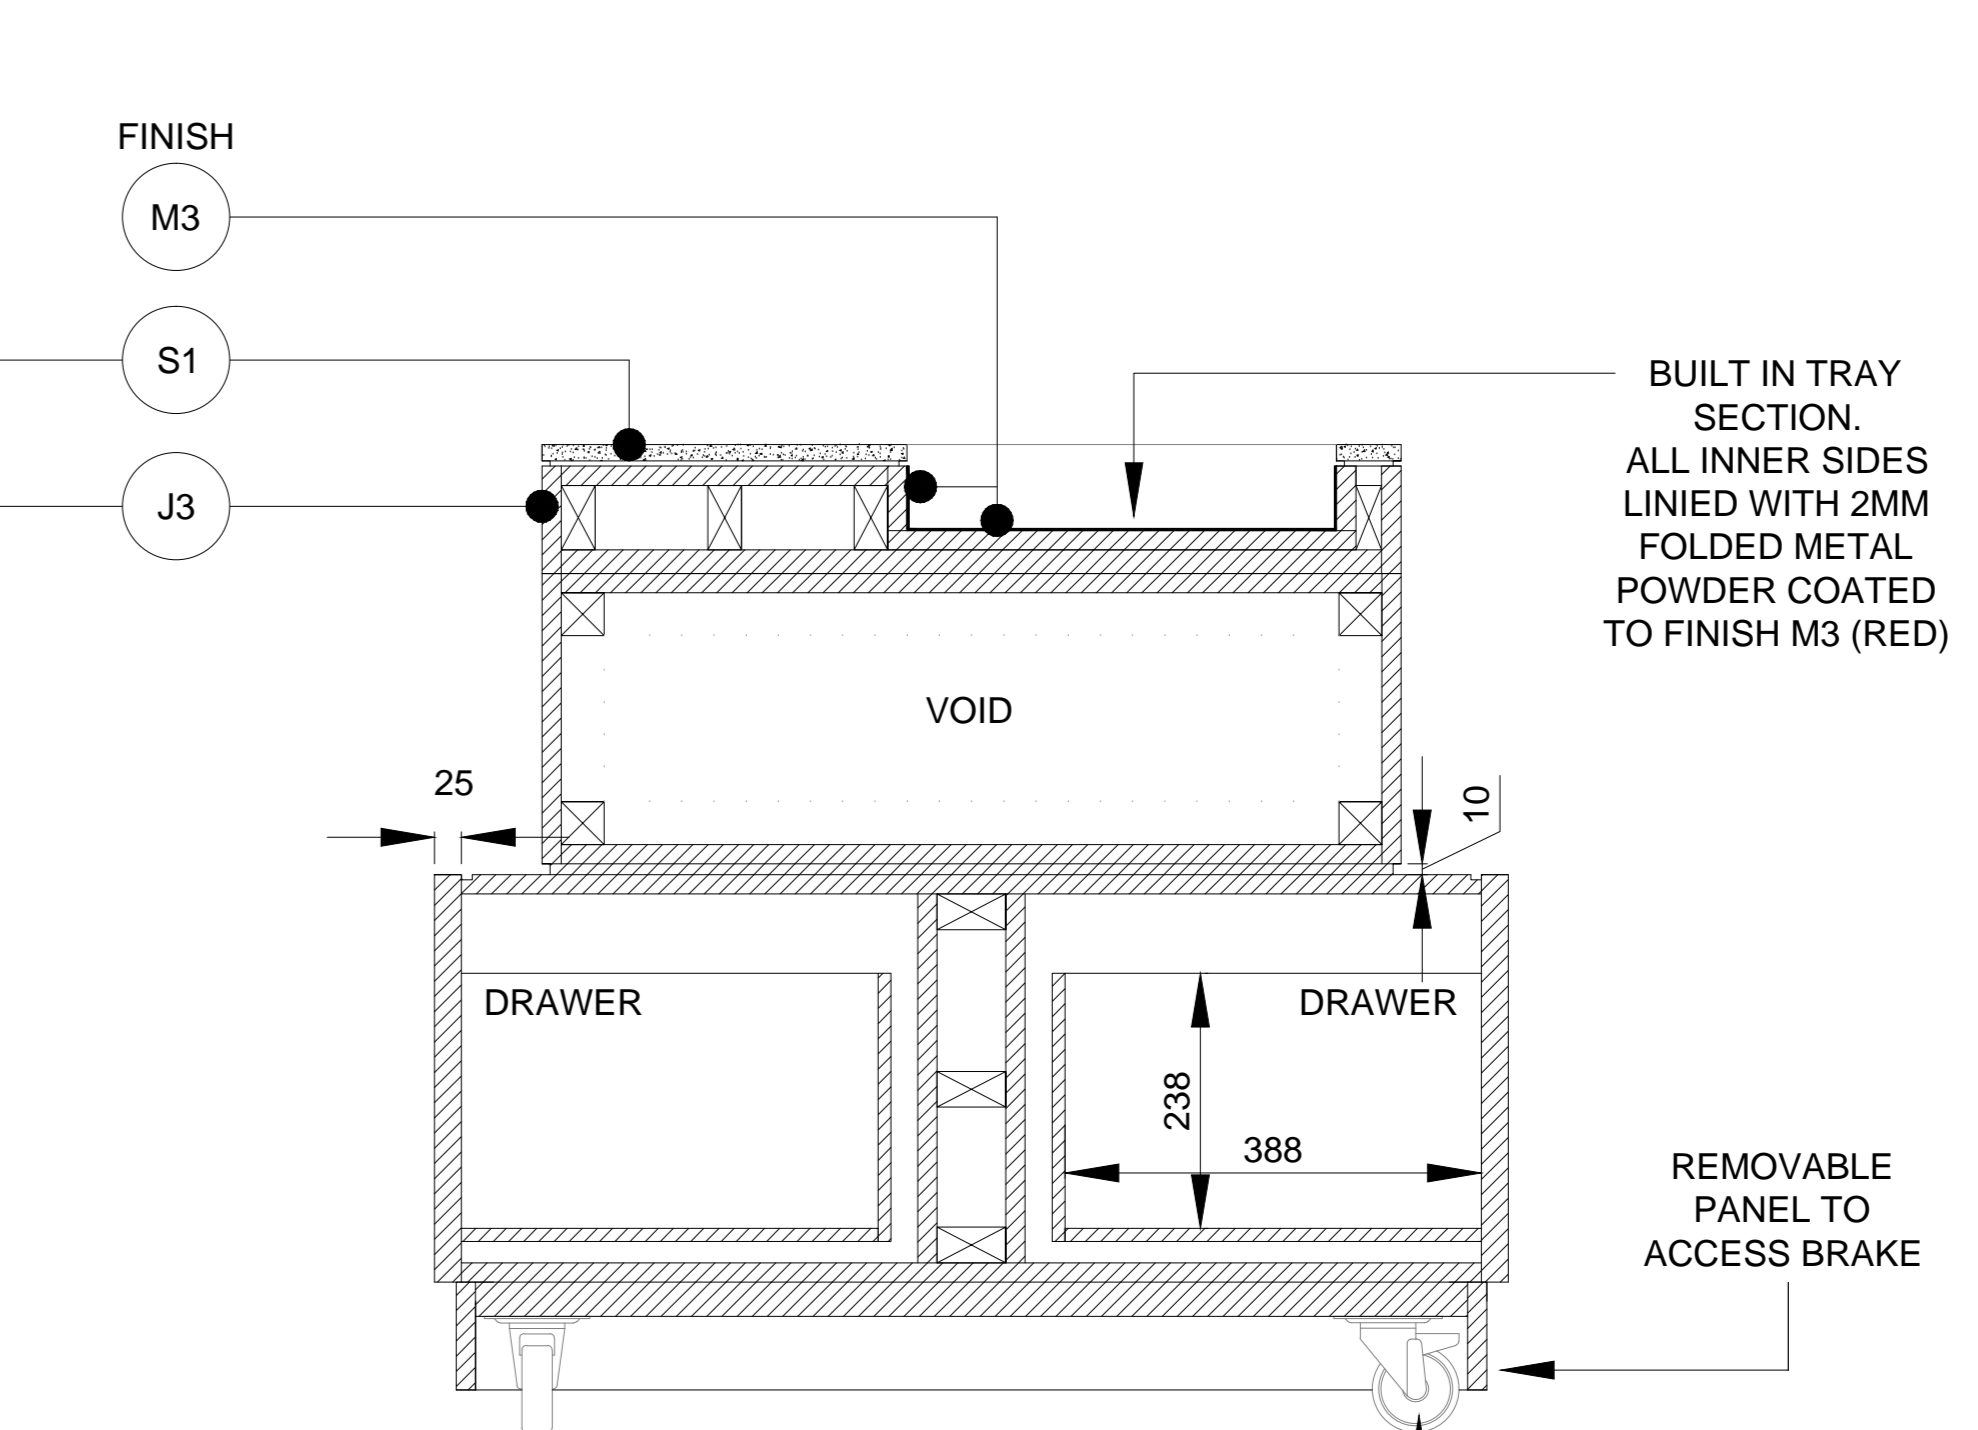 FINISH
M3
S1
J3
BUILT IN TRAY
SECTION.
ALL INNER SIDES
LINIED WITH 2MM
FOLDED METAL
POWDER COATED
TO FINISH M3 (RED)
VOID
25
10
DRAWER
DRAWER
238
388
REMOVABLE
PANEL TO
ACCESS BRAKE